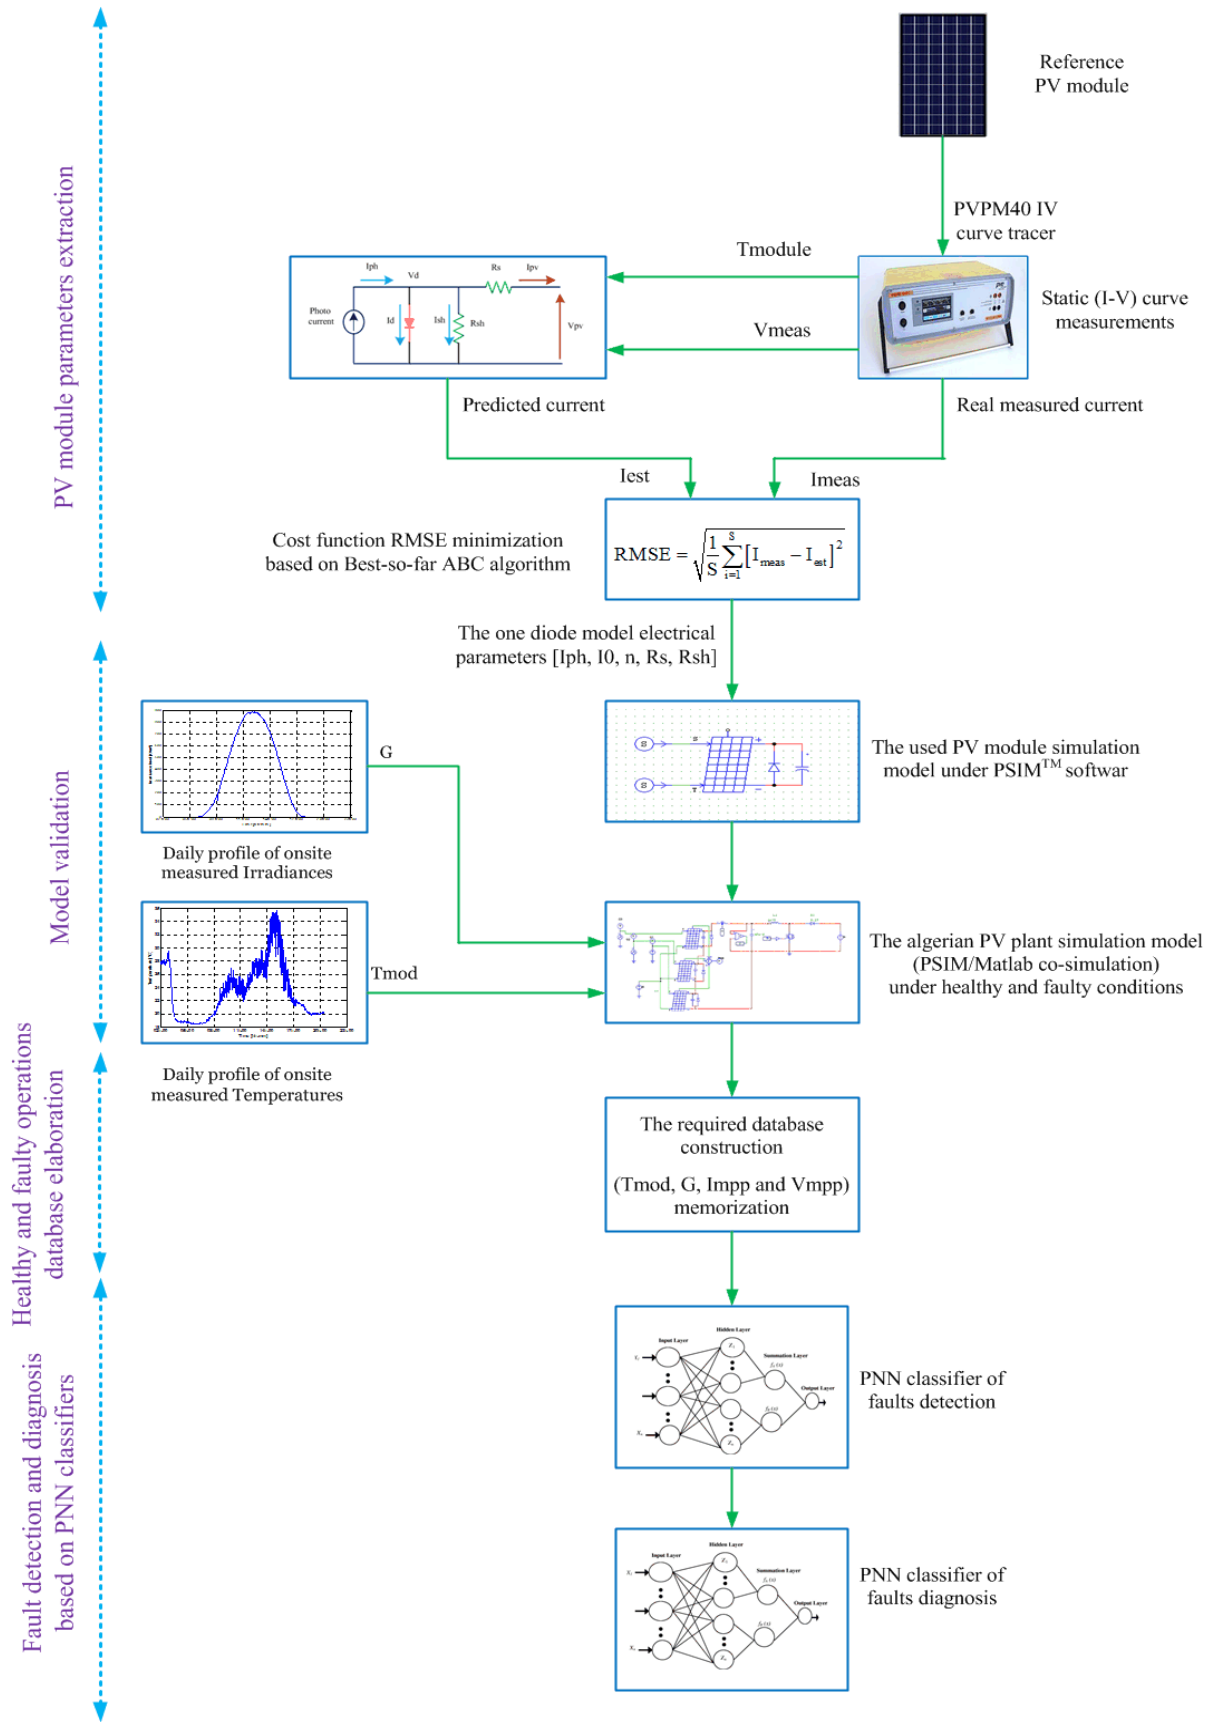 Reference
PV module
PV module parameters extraction
PVPM40 IV
curve tracer
Tmodule
Vmeas
Static (I-V) curve
measurements
Iph
Vd
Rs
Ipv
Photo
current
Id
Ish
Rsh
Vpv
Predicted current
Real measured current
Iest
Imeas
Cost function RMSE minimization
based on Best-so-far ABC algorithm
RMSE = √(1/S ∑ i=1 S [I meas − I est]²)
The one diode model electrical
parameters [Iph, I0, n, Rs, Rsh]
Model validation
G
Daily profile of onsite
measured Irradiances
S
S
S
T
The used PV module simulation
model under PSIM™ softwar
Tmod
Daily profile of onsite
measured Temperatures
The algerian PV plant simulation model
(PSIM/Matlab co-simulation)
under healthy and faulty conditions
Healthy and faulty operations
database elaboration
The required database
construction
(Tmod, G, Impp and Vmpp)
memorization
Fault detection and diagnosis
based on PNN classifiers
Hidden Layer
Input Layer
Summation Layer
Output Layer
PNN classifier of
faults detection
Hidden Layer
Input Layer
Summation Layer
Output Layer
PNN classifier of
faults diagnosis